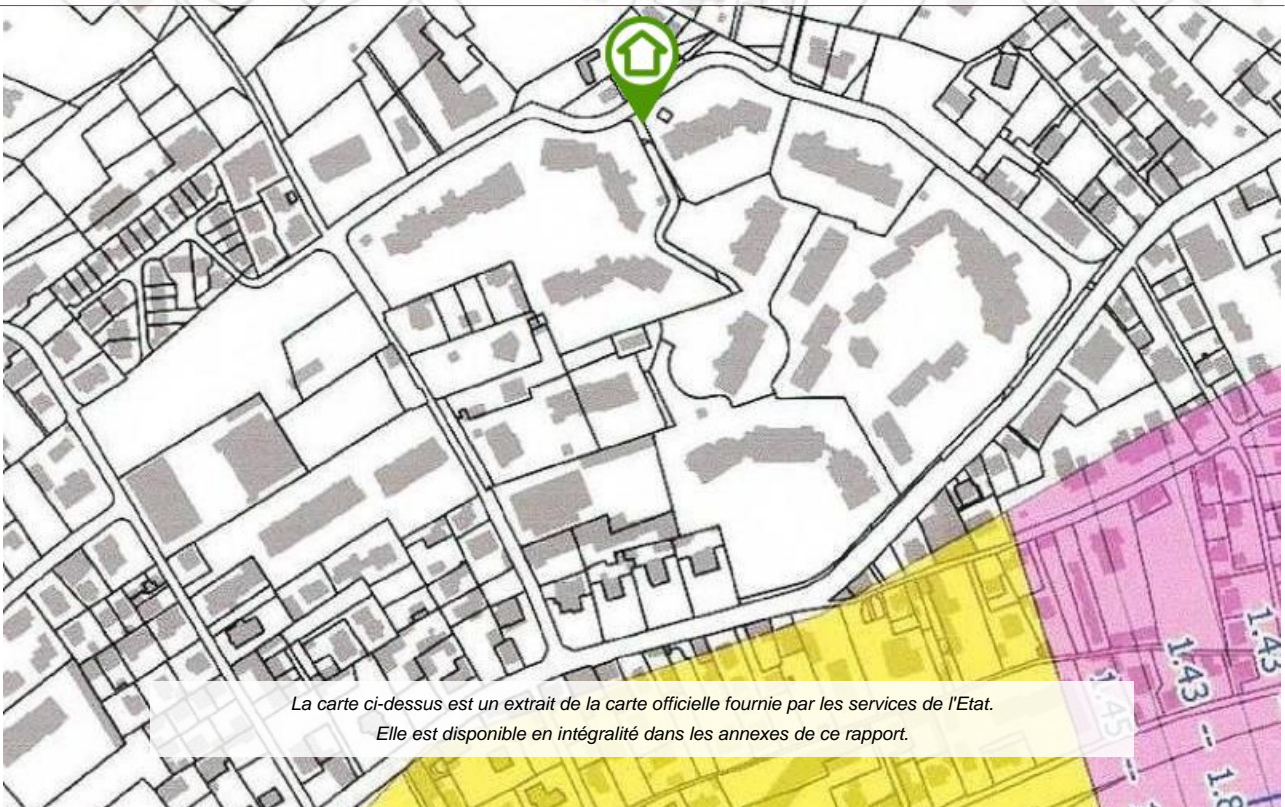 La carte ci-dessus est un extrait de la carte officielle fournie par les services de l'Etat.
Elle est disponible en intégralité dans les annexes de ce rapport.
1.43
1.43
1.45